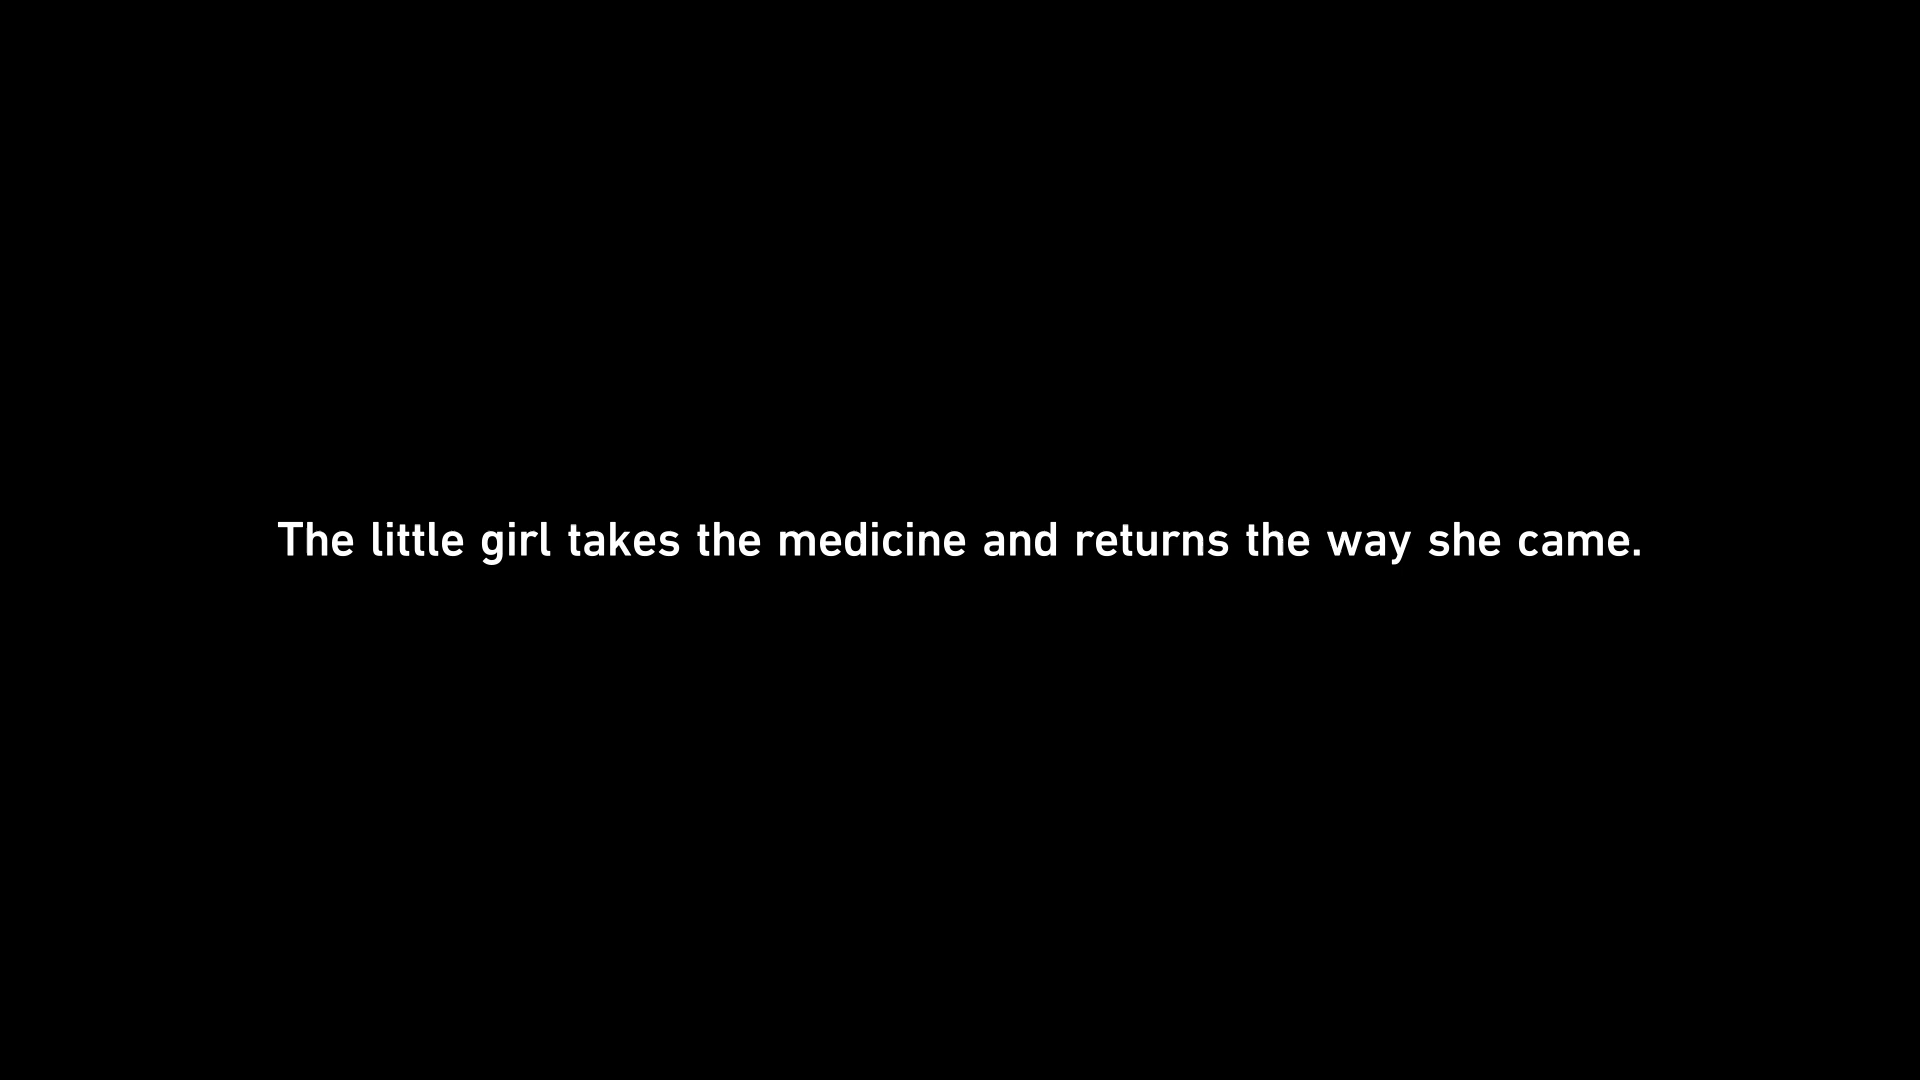 The little girl takes the medicine and returns the way she came.